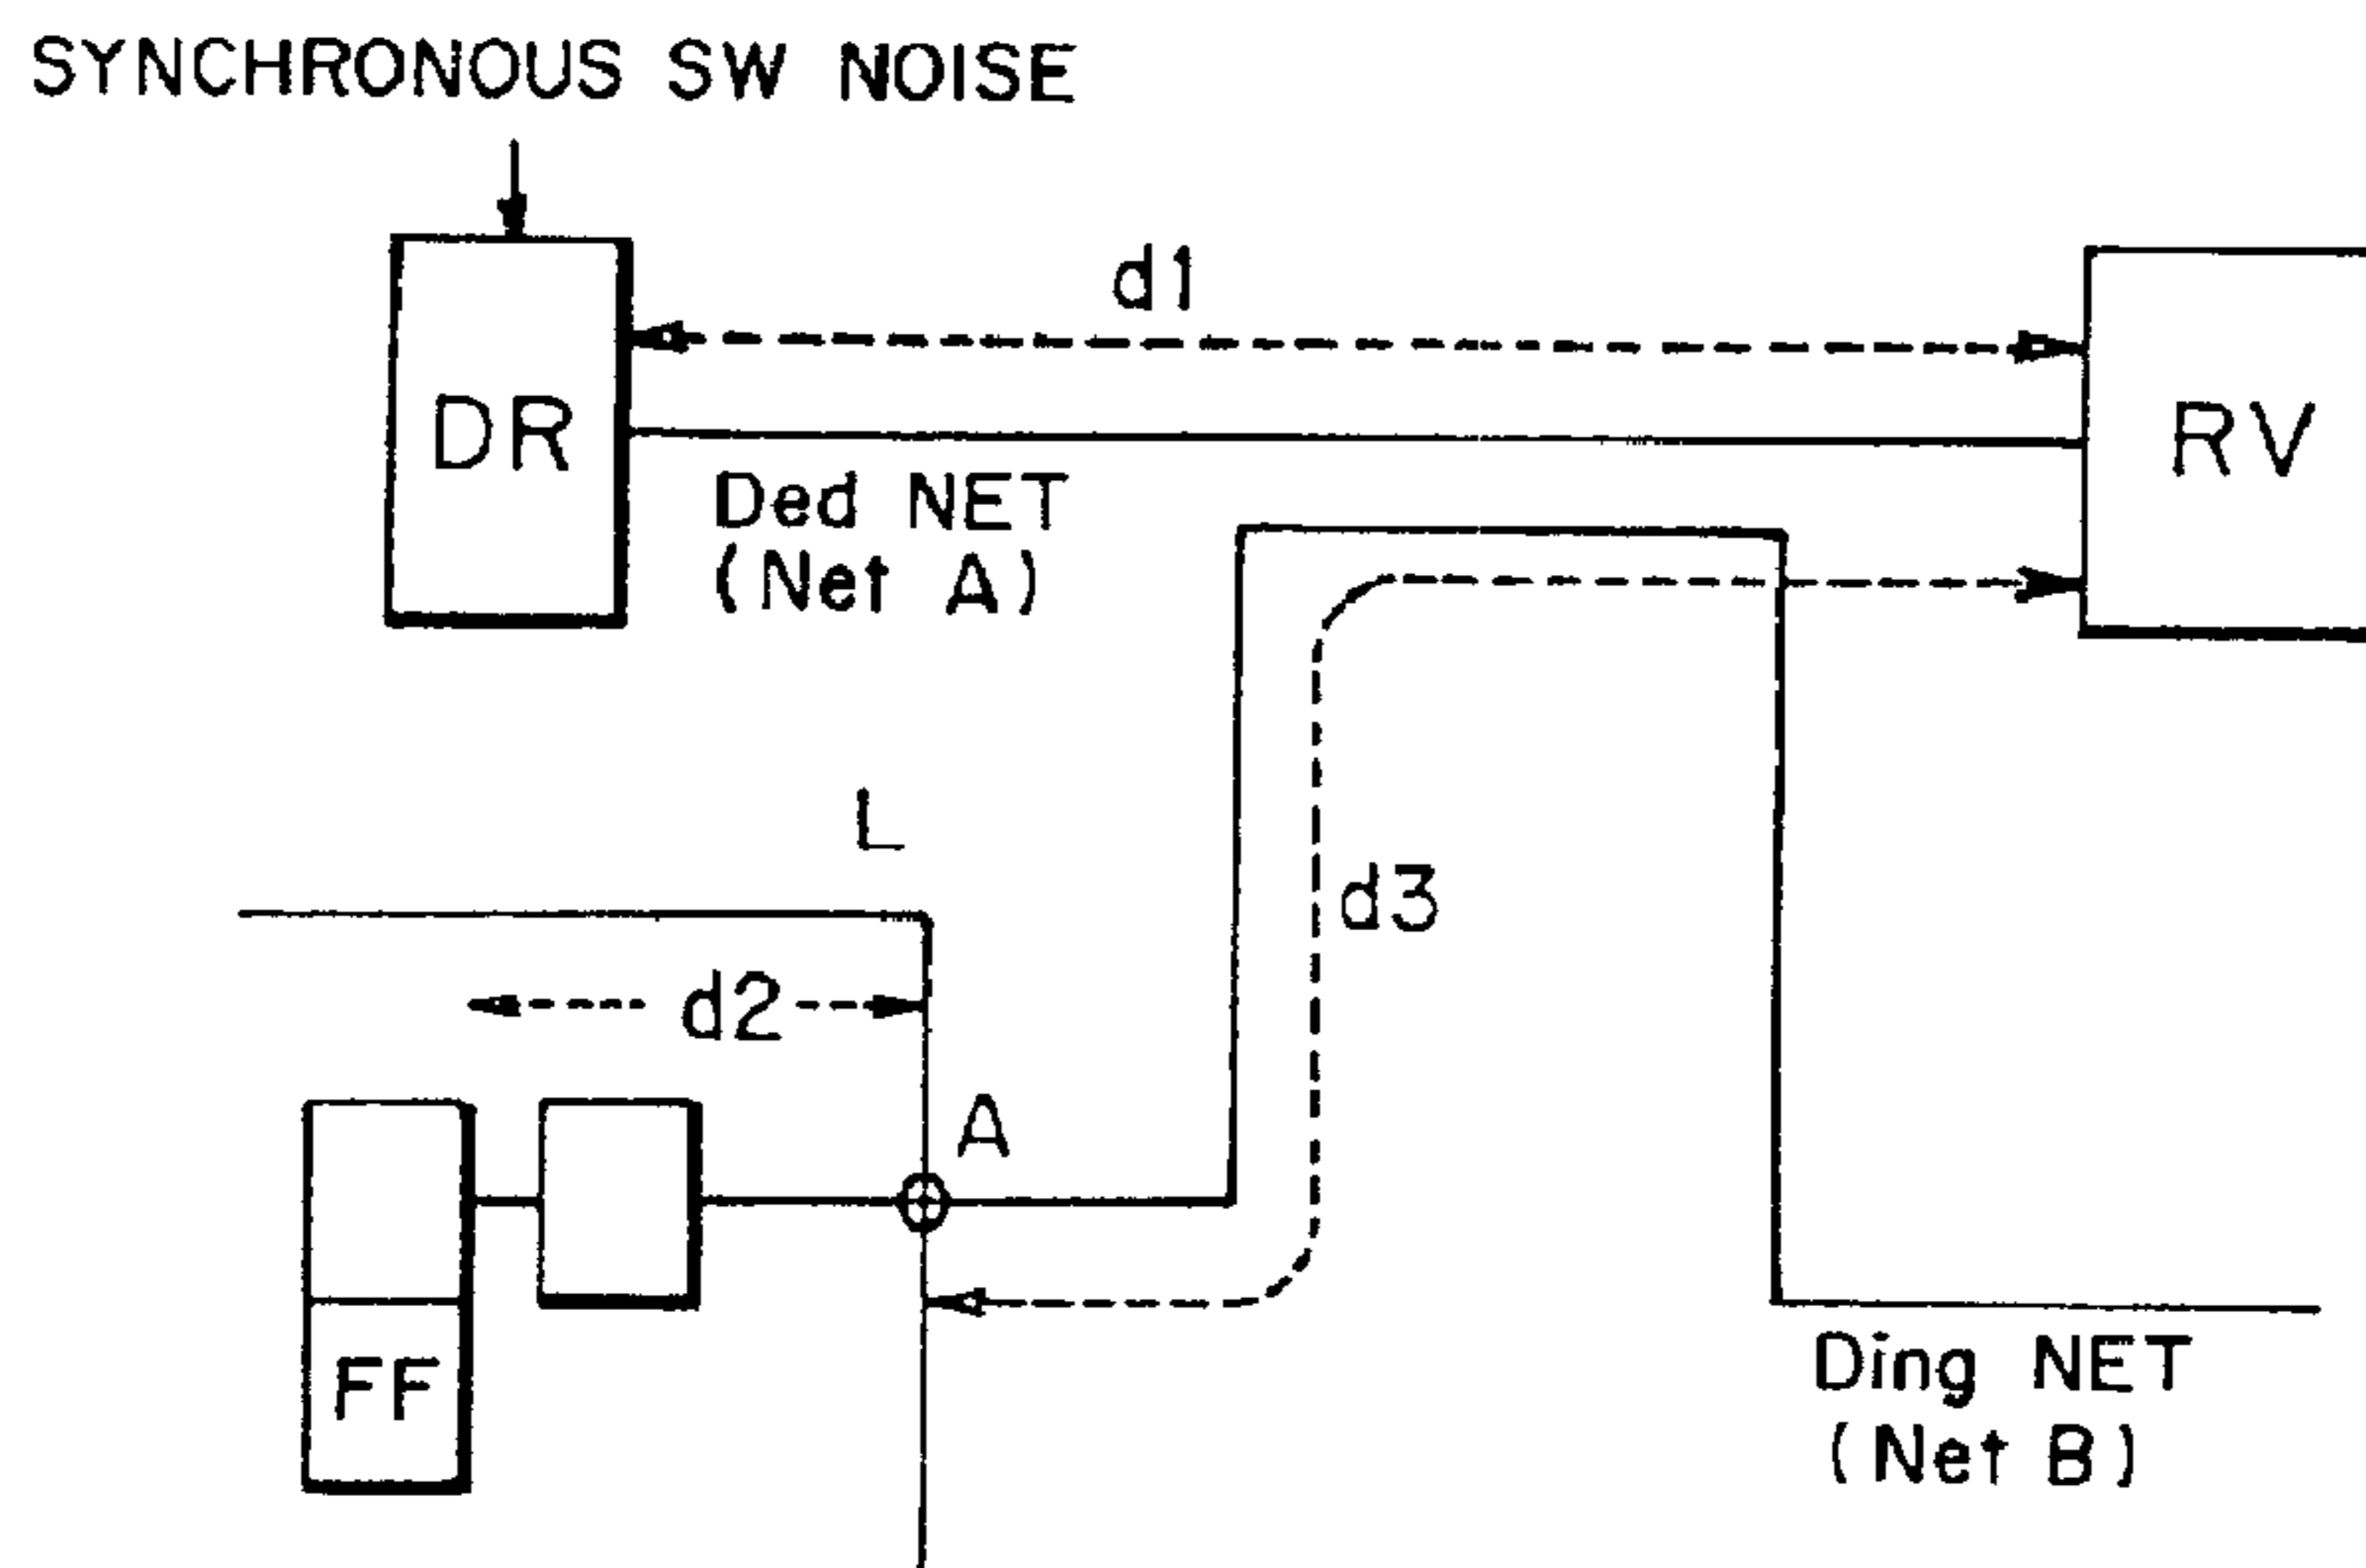 SYNCHRONOUS SW NOISE
d1
DR
RV
Ded NET
(Net A)
L
d3
d2
A
FF
Ding NET
(Net B)